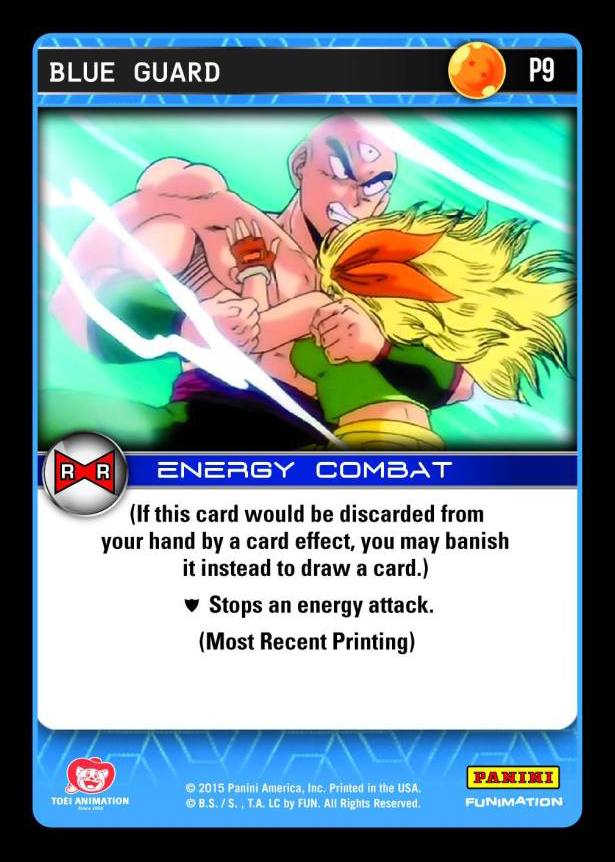 BLUE GUARD P9
R R ENERGY COMBAT
(If this card would be discarded from
your hand by a card effect, you may banish
it instead to draw a card.)
Stops an energy attack.
(Most Recent Printing)
TOEI ANIMATION
Since 1956
© 2015 Panini America, Inc. Printed in the USA.
© B.S. / S. , T.A. LC by FUN. All Rights Reserved.
PANINI
FUNIMATION